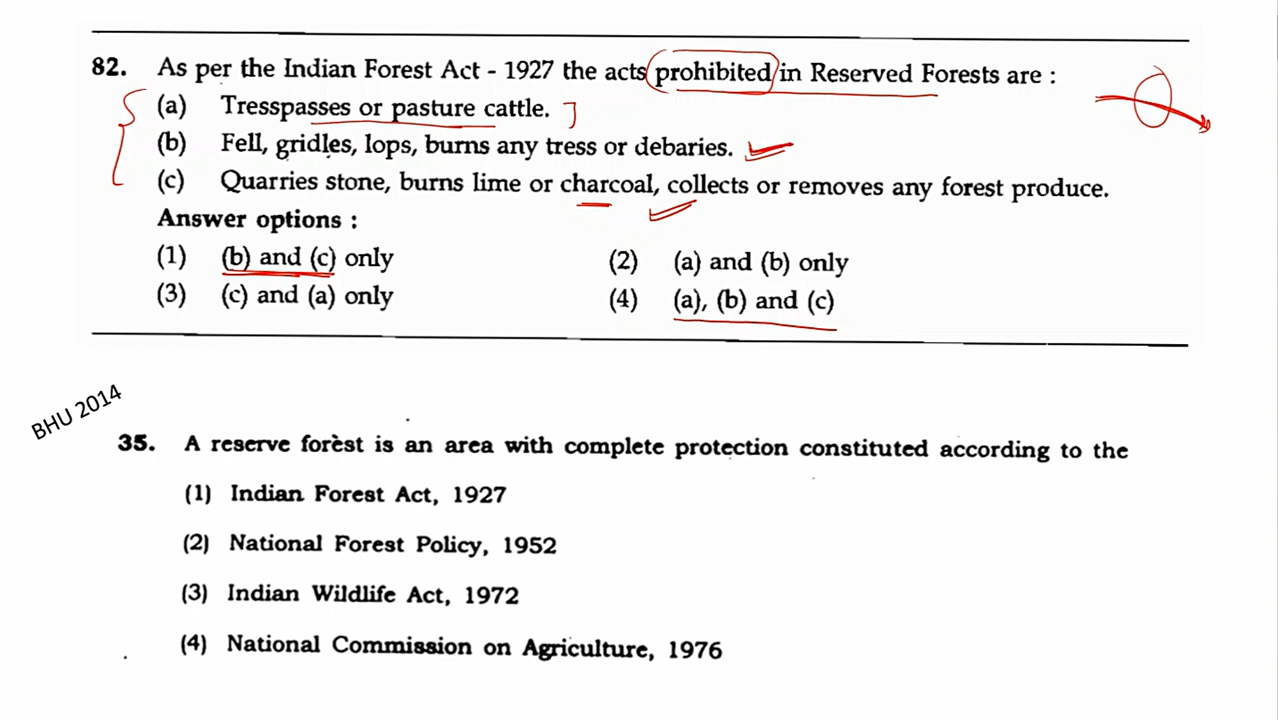 82. As per the Indian Forest Act - 1927 the acts prohibited in Reserved Forests are :
(a) Tresspasses or pasture cattle.
(b) Fell, gridles, lops, burns any tress or debaries.
(c) Quarries stone, burns lime or charcoal, collects or removes any forest produce.
Answer options :
(1) (b) and (c) only (2) (a) and (b) only
(3) (c) and (a) only (4) (a), (b) and (c)
BHU 2014
35. A reserve forest is an area with complete protection constituted according to the
(1) Indian Forest Act, 1927
(2) National Forest Policy, 1952
(3) Indian Wildlife Act, 1972
(4) National Commission on Agriculture, 1976